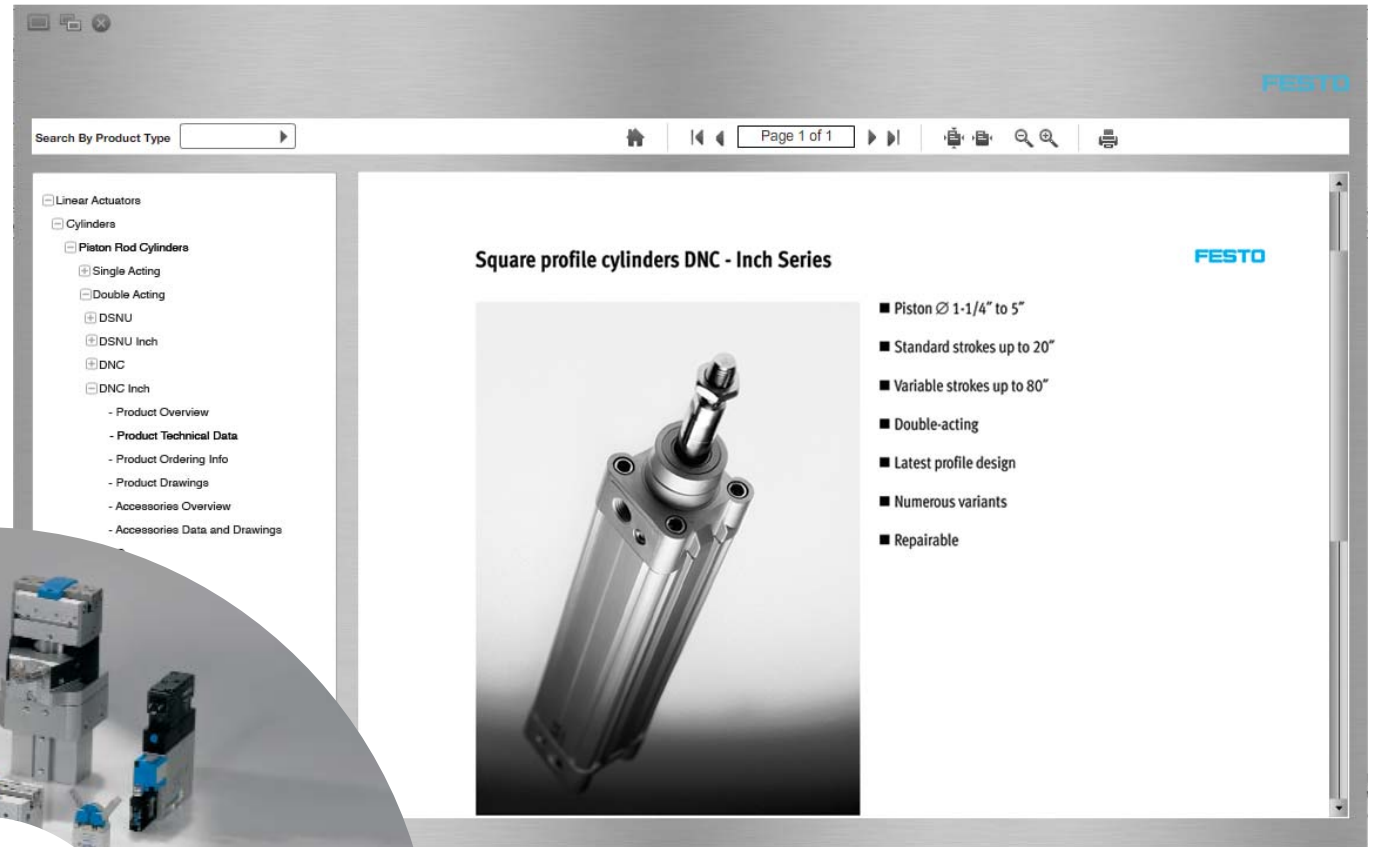 FESTO
Search By Product Type
Page 1 of 1
Linear Actuators
Cylinders
Piston Rod Cylinders
Single Acting
Double Acting
DSNU
DSNU Inch
DNC
DNC Inch
- Product Overview
- Product Technical Data
- Product Ordering Info
- Product Drawings
- Accessories Overview
- Accessories Data and Drawings
Square profile cylinders DNC - Inch Series
FESTO
■ Piston Ø 1-1/4″ to 5″
■ Standard strokes up to 20″
■ Variable strokes up to 80″
■ Double-acting
■ Latest profile design
■ Numerous variants
■ Repairable